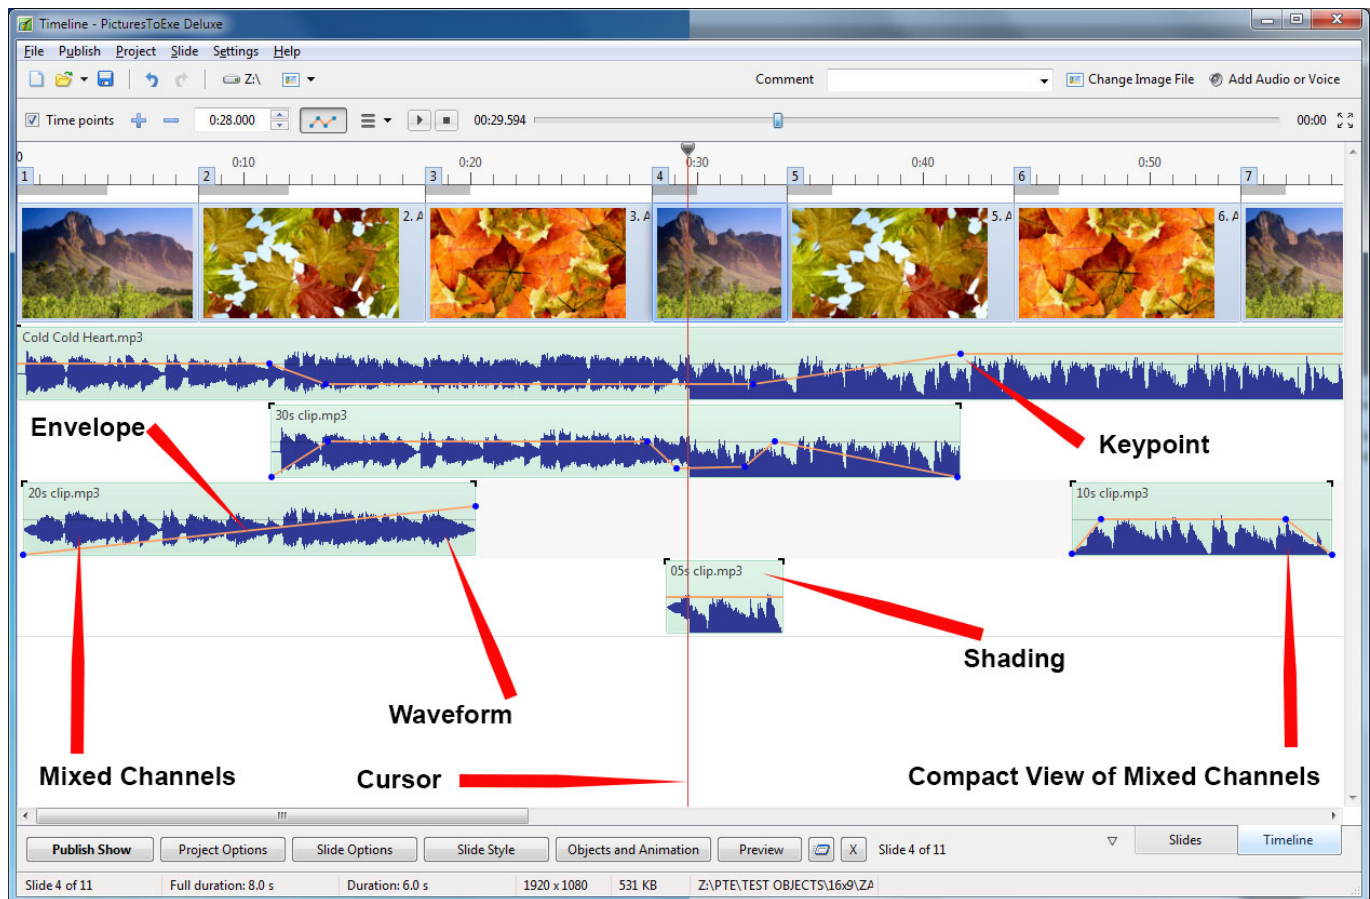 Timeline - PicturesToExe Deluxe
File Publish Project Slide Settings Help
Z:\ Comment Change Image File Add Audio or Voice
Time points 0:28.000 00:29.594 00:00
0 0:10 0:20 0:30 0:40 0:50
1 2 3 4 5 6 7
2. A 3. A 5. A 6. A
Cold Cold Heart.mp3
30s clip.mp3
Envelope
Keypoint
20s clip.mp3 10s clip.mp3
05s clip.mp3
Shading
Waveform
Mixed Channels Cursor Compact View of Mixed Channels
Publish Show Project Options Slide Options Slide Style Objects and Animation Preview X Slide 4 of 11 Slides Timeline
Slide 4 of 11 Full duration: 8.0 s Duration: 6.0 s 1920 x 1080 531 KB Z:\PTE\TEST OBJECTS\16x9\ZA